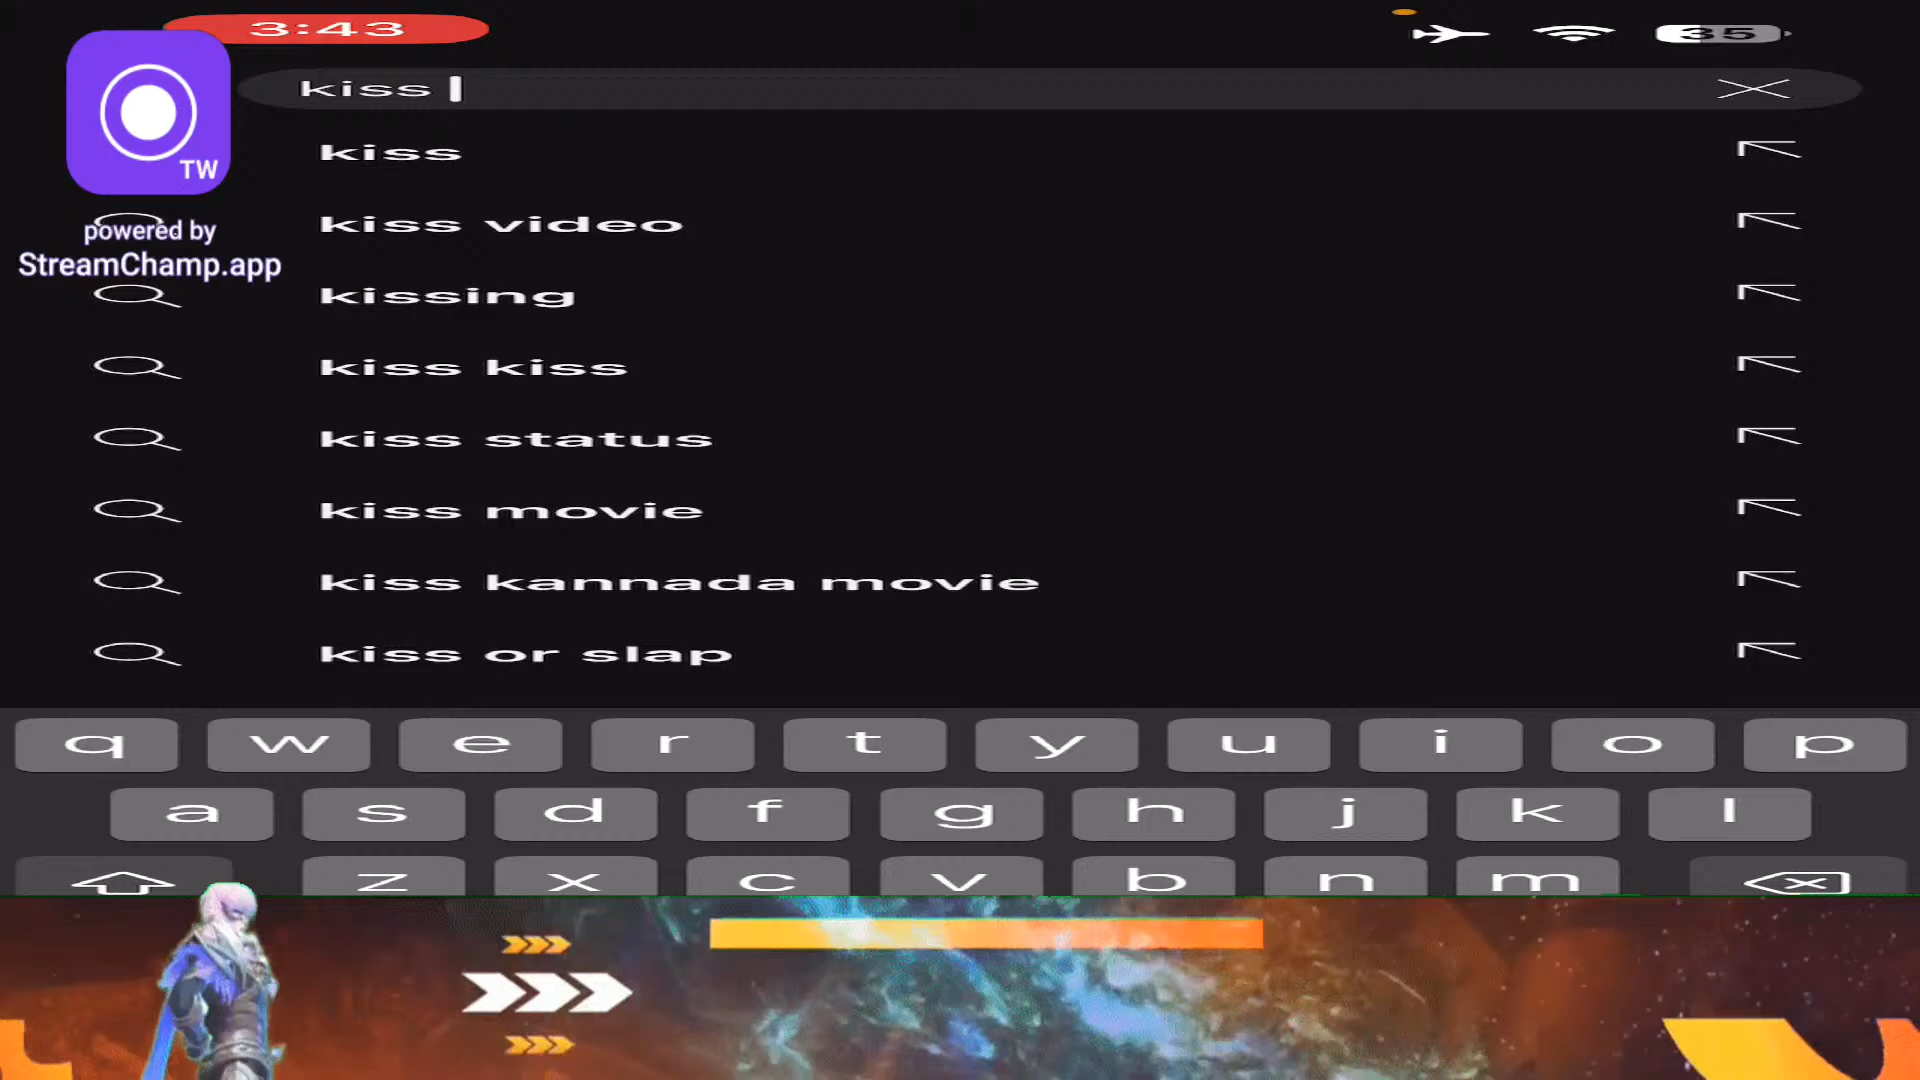 3:43
35
kiss
TW
powered by
StreamChamp.app
kiss
kiss video
kissing
kiss kiss
kiss status
kiss movie
kiss kannada movie
kiss or slap
q w e r t y u i o p
a s d f g h j k l
z x c v b n m